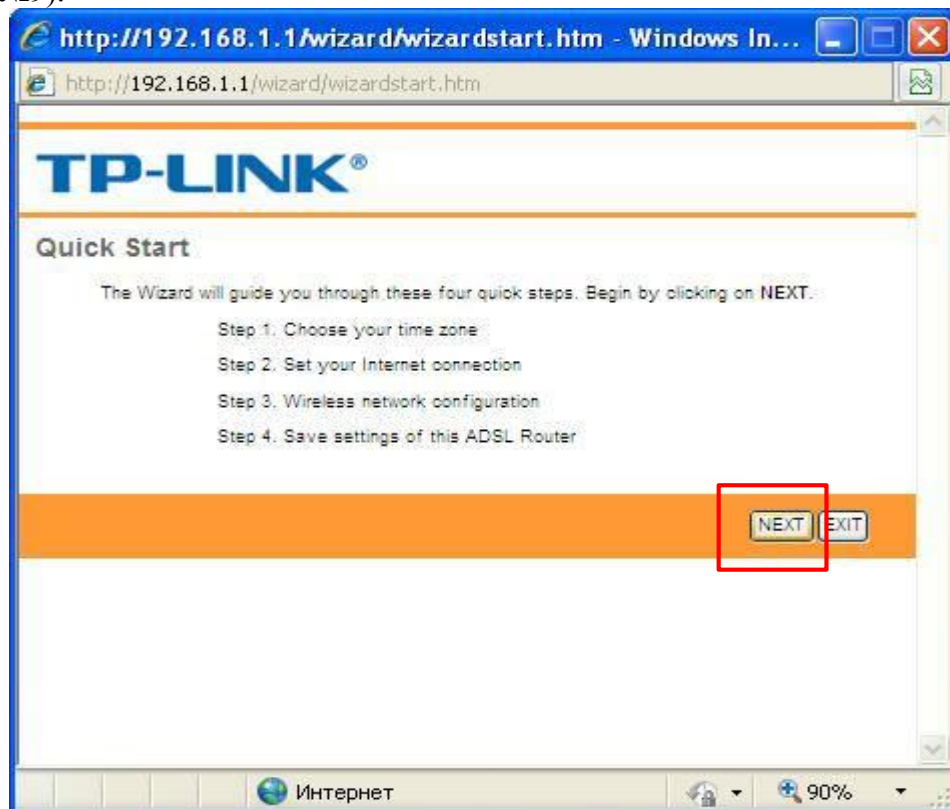 http://192.168.1.1/wizard/wizardstart.htm - Windows In...
http://192.168.1.1/wizard/wizardstart.htm
TP-LINK®
Quick Start
The Wizard will guide you through these four quick steps. Begin by clicking on NEXT.
Step 1. Choose your time zone
Step 2. Set your Internet connection
Step 3. Wireless network configuration
Step 4. Save settings of this ADSL Router
NEXT EXIT
Интернет 90%